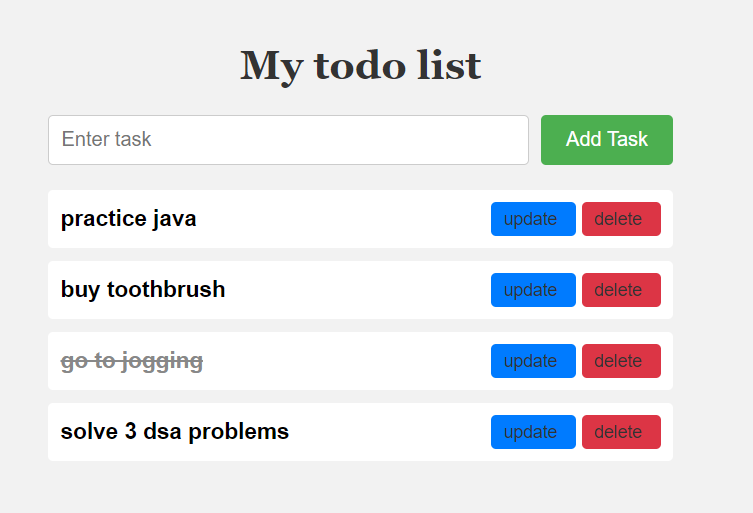 My todo list
Enter task Add Task
practice java update delete
buy toothbrush update delete
go to jogging update delete
solve 3 dsa problems update delete